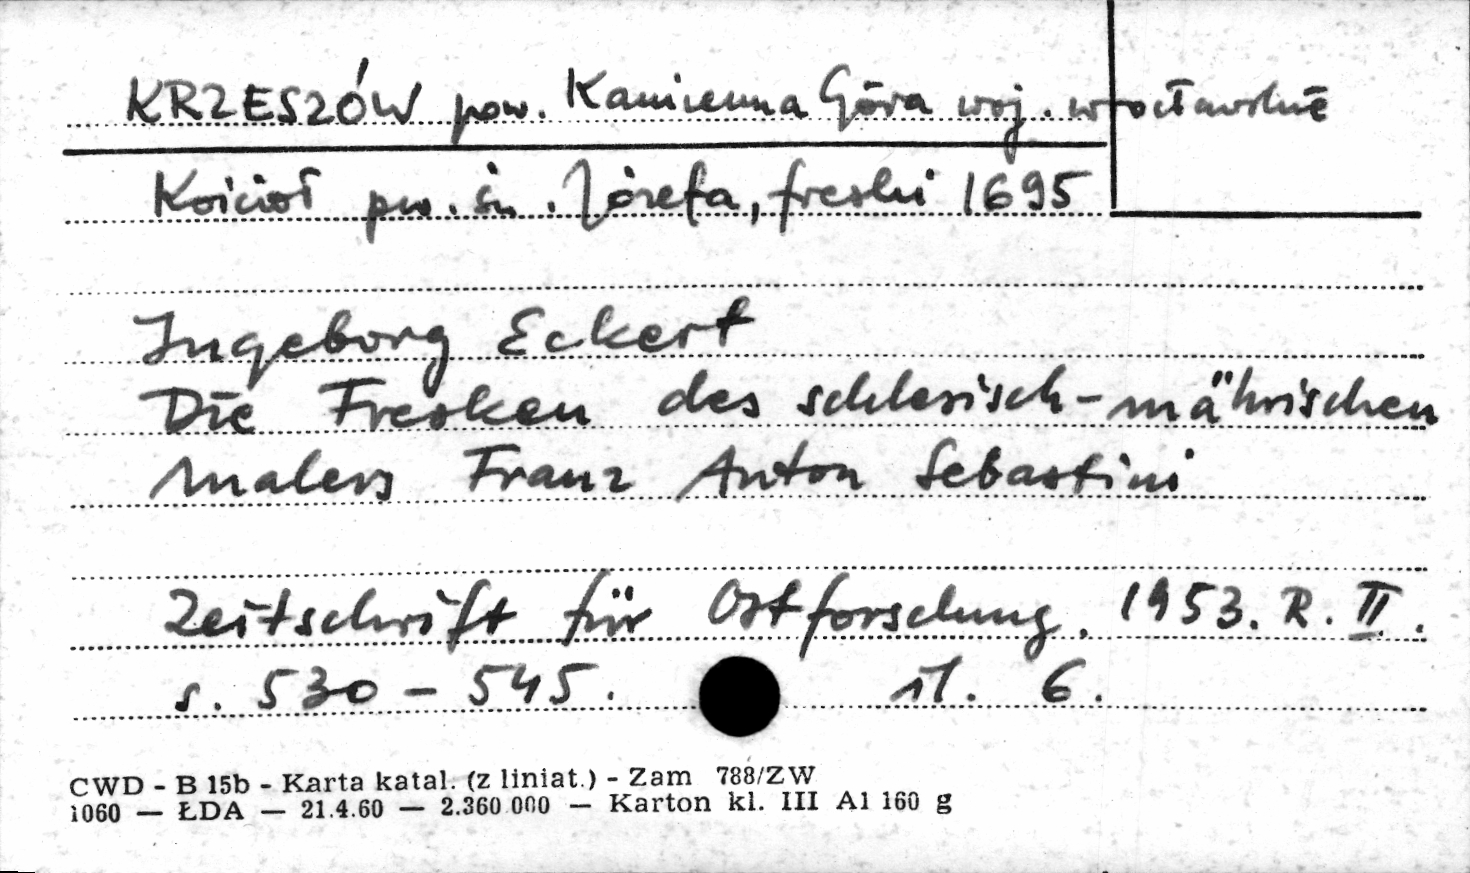 KRZESZÓW pow. Kamienna Góra woj. wrocławskie
Kościół pw. św. Józefa, freski 1695
Ingeborg Eckert
Die Fresken des schlesisch-mährischen
Malers Franz Anton Sebastini
Zeitschrift für Ostforschung. 1953. R. II.
s. 530 - 545. il. 6.
CWD - B 15b - Karta katal. (z liniat.) - Zam 788/ZW
1060 — ŁDA — 21.4.60 — 2.360 000 — Karton kl. III A1 160 g